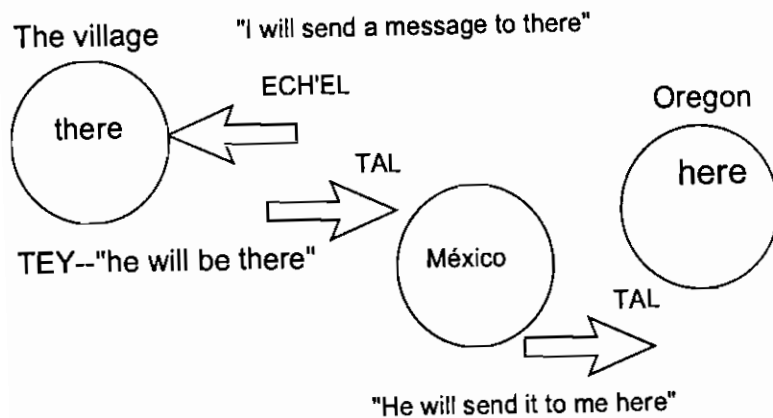 The village
"I will send a message to there"
there
ECH'EL
Oregon
here
TAL
TEY--"he will be there"
México
TAL
"He will send it to me here"